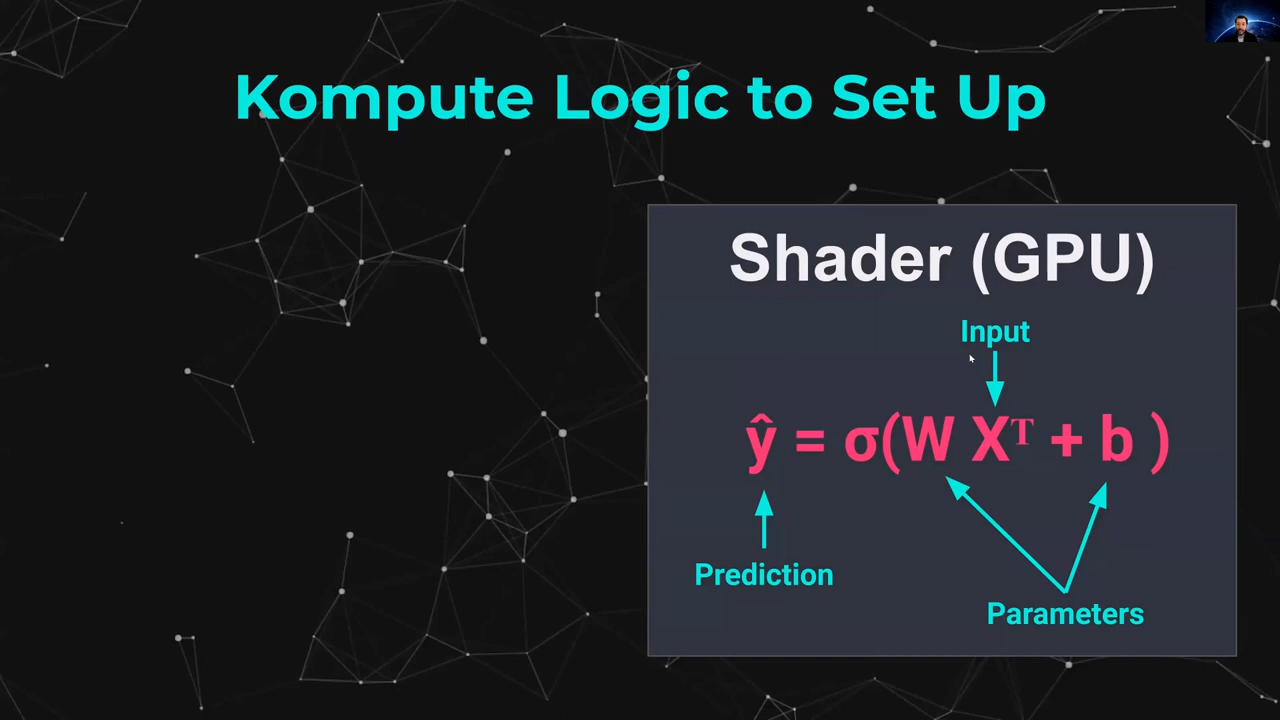 Kompute Logic to Set Up
Shader (GPU)
Input
ŷ = σ(W Xᵀ + b )
Prediction
Parameters